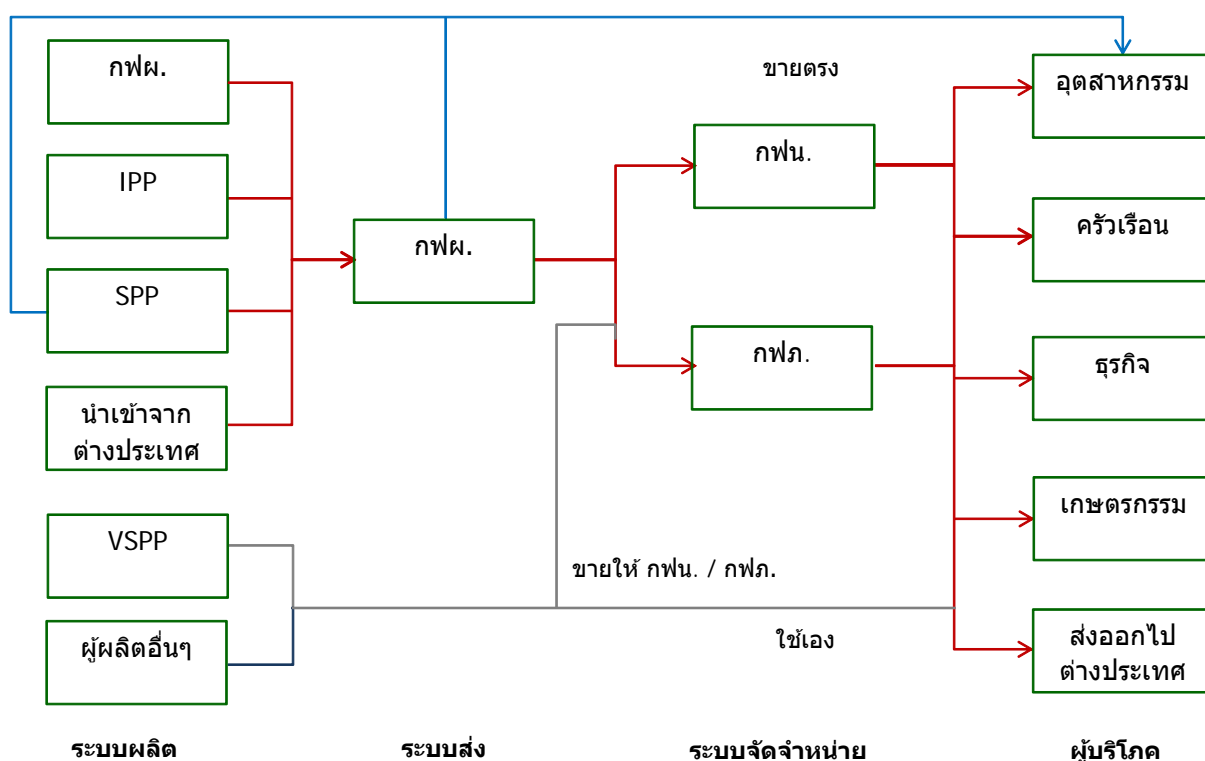 กฟผ.
IPP
SPP
นำเข้าจาก
ต่างประเทศ
VSPP
ผู้ผลิตอื่นๆ
ระบบผลิต
กฟผ.
ระบบส่ง
ขายตรง
กฟน.
กฟภ.
ขายให้ กฟน. / กฟภ.
ใช้เอง
ระบบจัดจำหน่าย
อุตสาหกรรม
ครัวเรือน
ธุรกิจ
เกษตรกรรม
ส่งออกไป
ต่างประเทศ
ผู้บริโภค